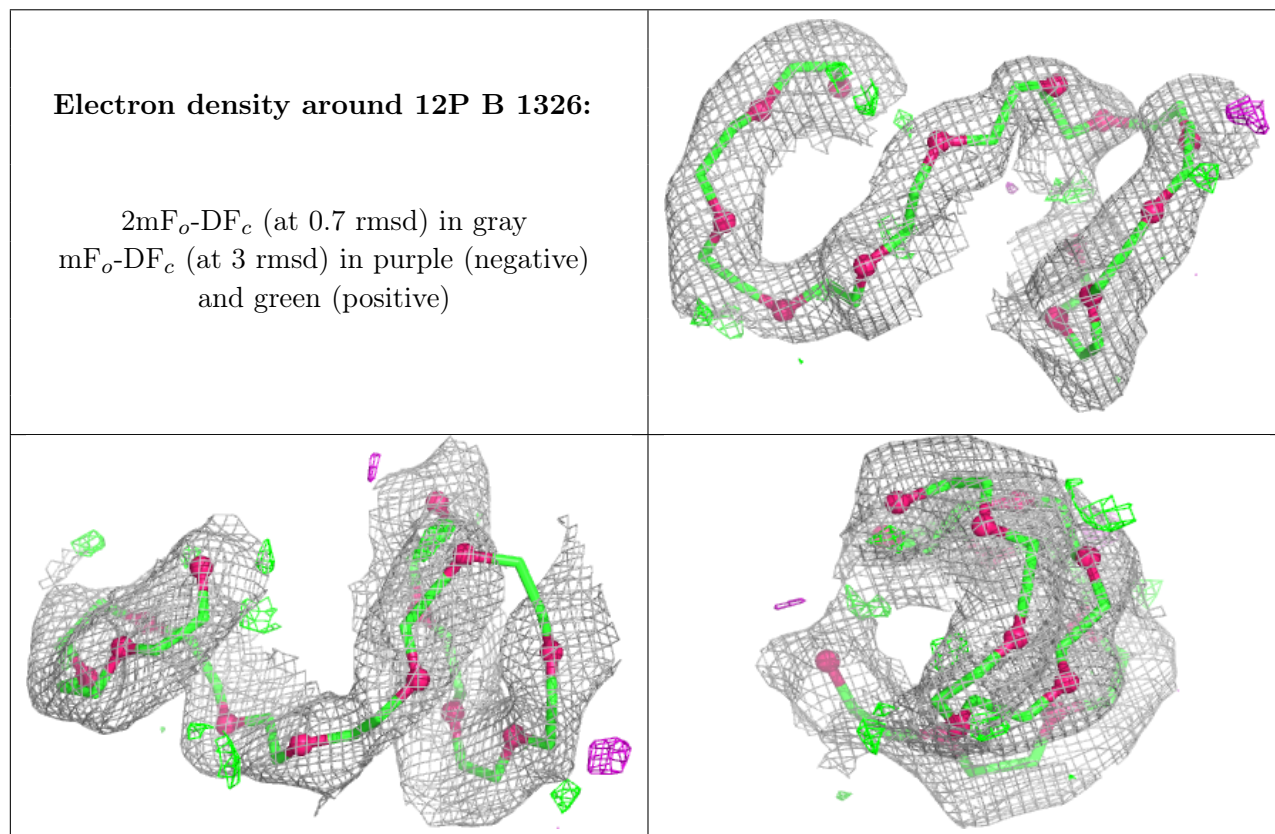 Electron density around 12P B 1326:
2mFₒ-DF𝒸 (at 0.7 rmsd) in gray
mFₒ-DF𝒸 (at 3 rmsd) in purple (negative)
and green (positive)